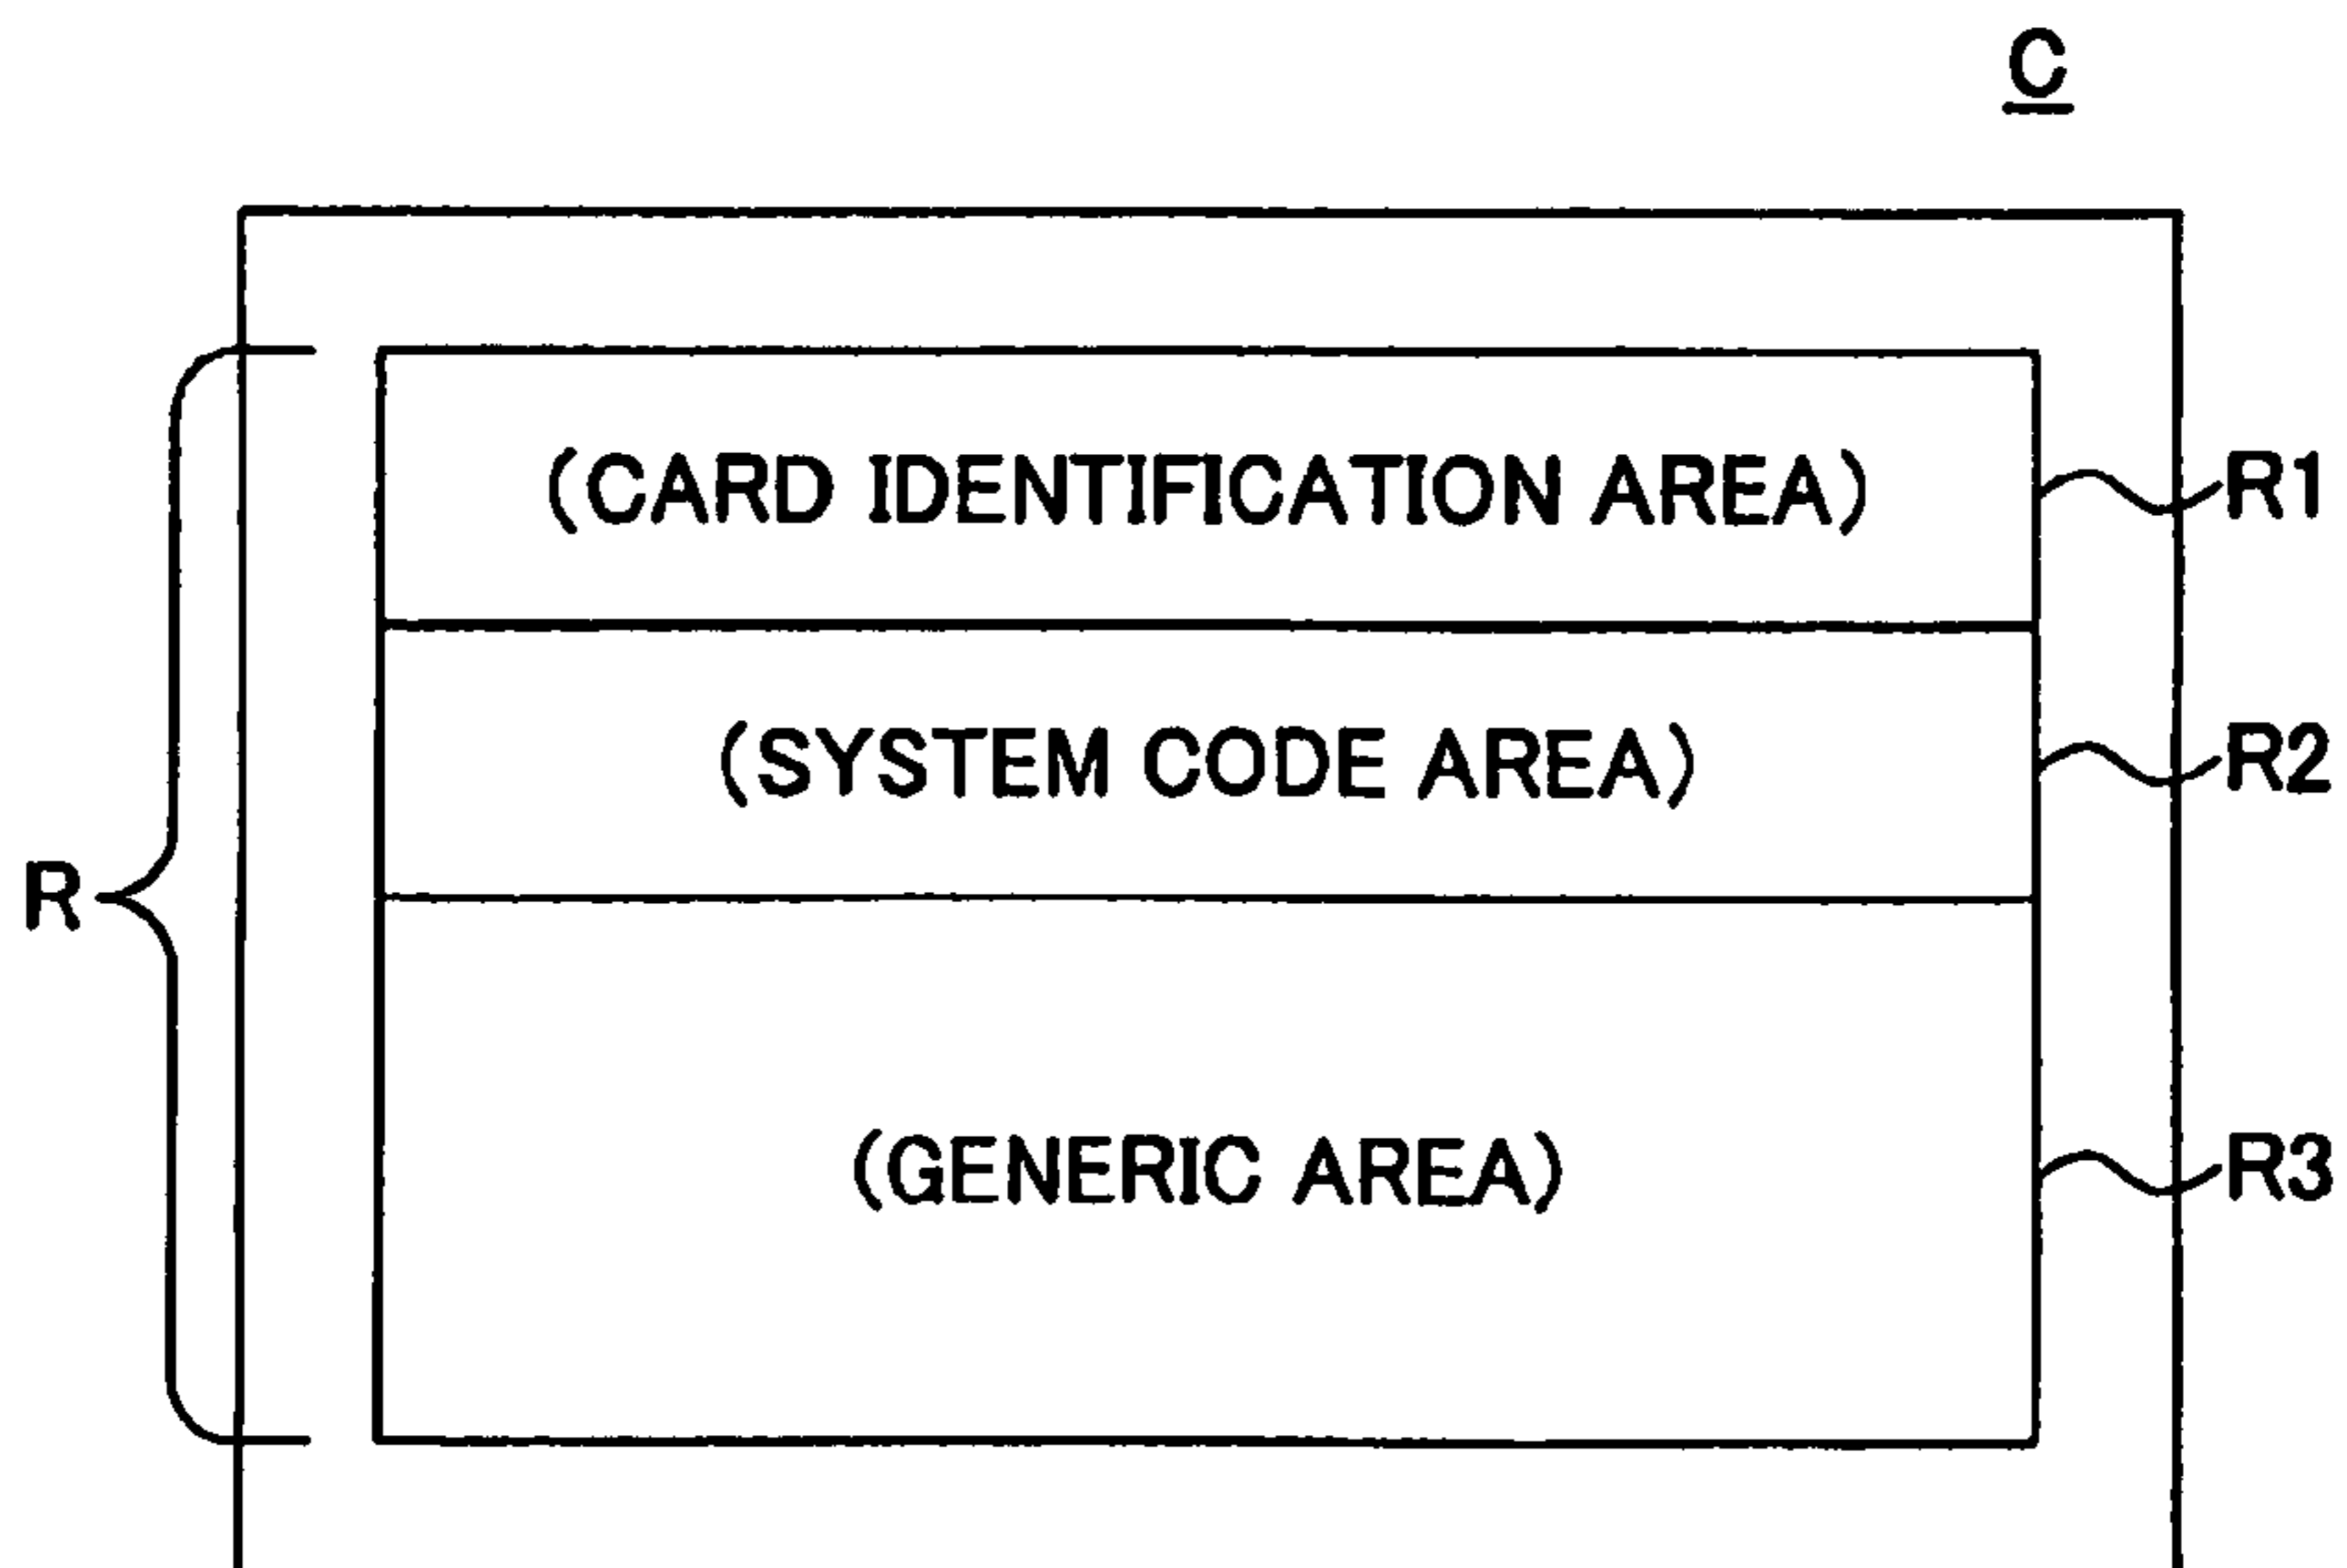 C
(CARD IDENTIFICATION AREA) R1
(SYSTEM CODE AREA) R2
R
(GENERIC AREA) R3